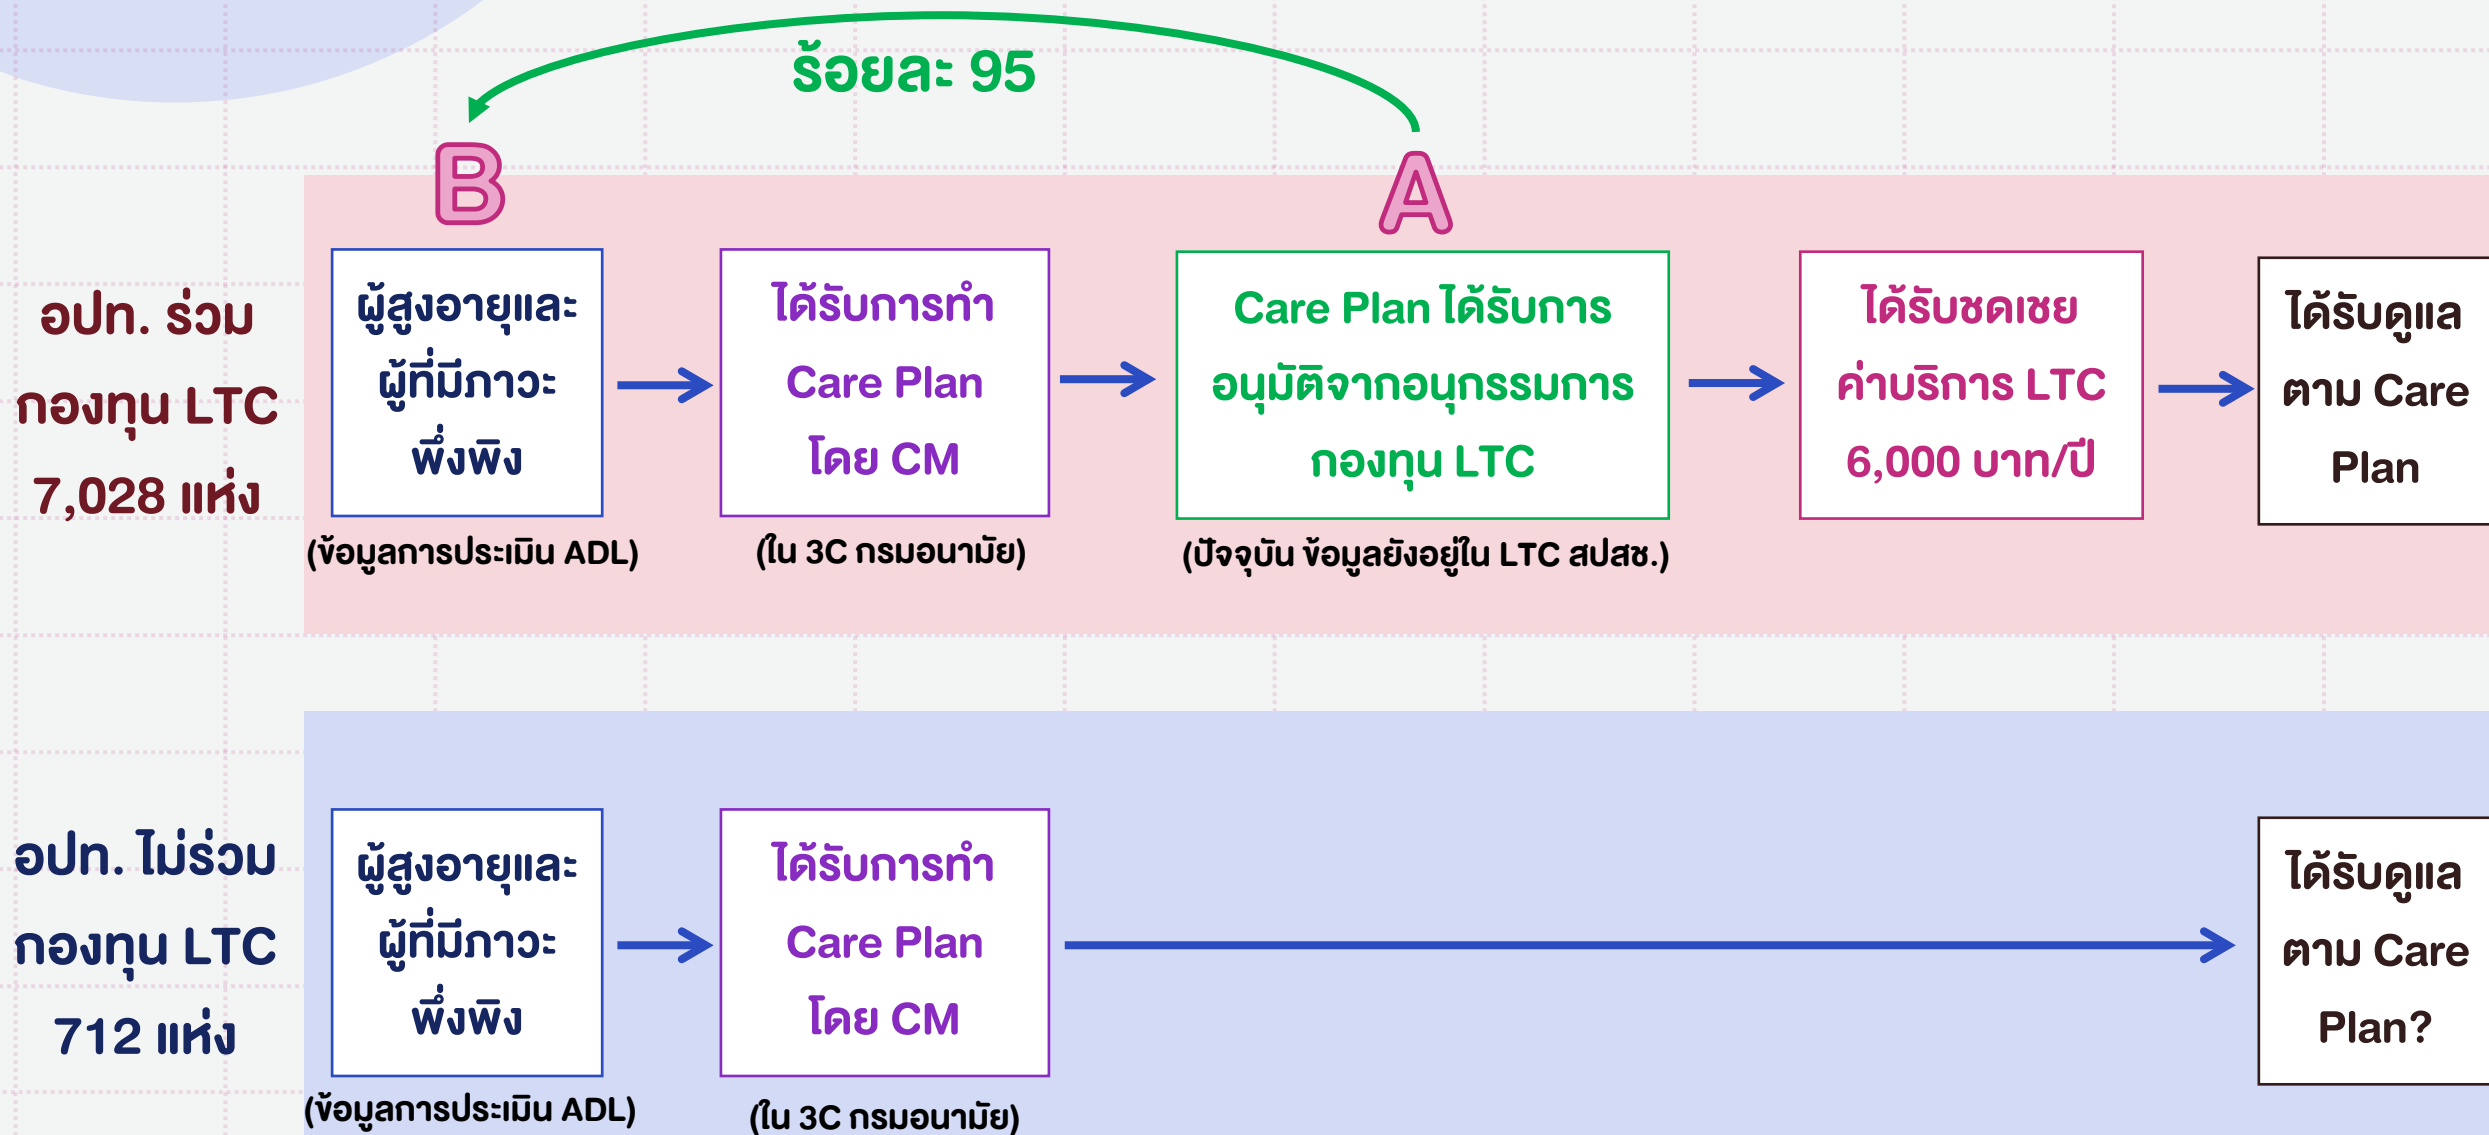 ร้อยละ 95
B
A
อปท. ร่วม
กองทุน LTC
7,028 แห่ง
ผู้สูงอายุและ
ผู้ที่มีภาวะ
พึ่งพิง
(ข้อมูลการประเมิน ADL)
ได้รับการทำ
Care Plan
โดย CM
(ใน 3C กรมอนามัย)
Care Plan ได้รับการ
อนุมัติจากอนุกรรมการ
กองทุน LTC
(ปัจจุบัน ข้อมูลยังอยู่ใน LTC สปสช.)
ได้รับชดเชย
ค่าบริการ LTC
6,000 บาท/ปี
ได้รับดูแล
ตาม Care
Plan
อปท. ไม่ร่วม
กองทุน LTC
712 แห่ง
ผู้สูงอายุและ
ผู้ที่มีภาวะ
พึ่งพิง
(ข้อมูลการประเมิน ADL)
ได้รับการทำ
Care Plan
โดย CM
(ใน 3C กรมอนามัย)
ได้รับดูแล
ตาม Care
Plan?